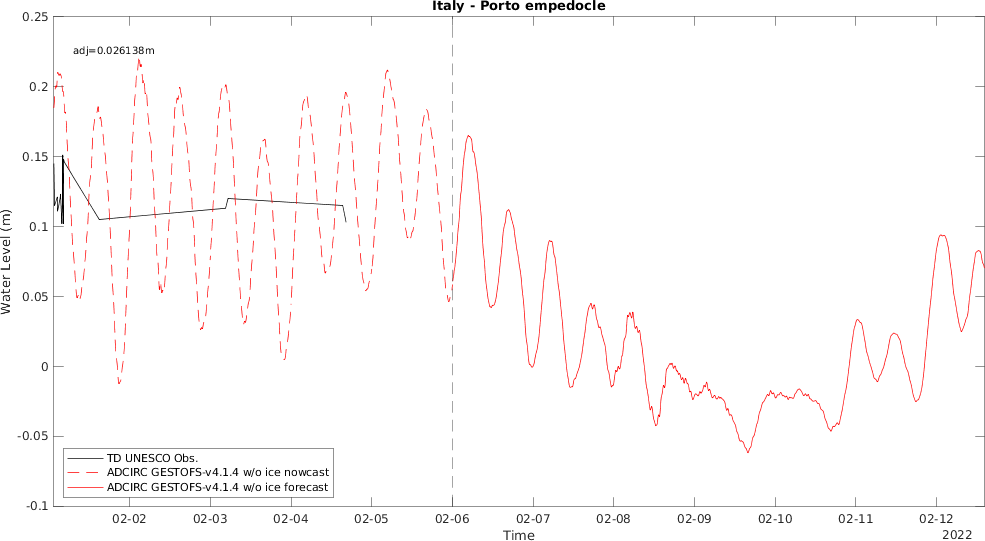 Italy - Porto empedocle
adj=0.026138m
0.25
0.2
0.15
0.1
0.05
0
-0.05
-0.1
Water Level (m)
TD UNESCO Obs.
ADCIRC GESTOFS-v4.1.4 w/o ice nowcast
ADCIRC GESTOFS-v4.1.4 w/o ice forecast
02-02 02-03 02-04 02-05 02-06 02-07 02-08 02-09 02-10 02-11 02-12
Time
2022